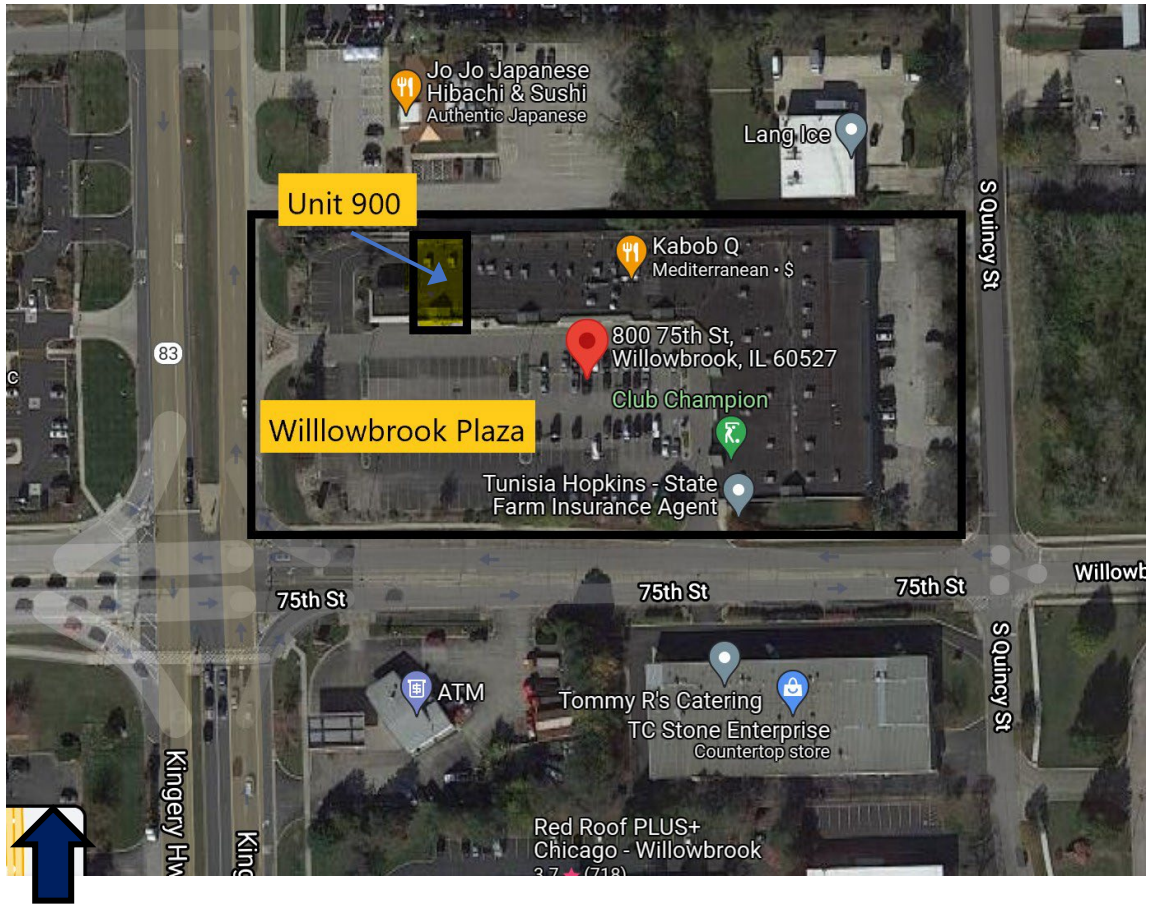 Jo Jo Japanese
Hibachi & Sushi
Authentic Japanese
Lang Ice
Unit 900
S Quincy St
Kabob Q
Mediterranean • $
800 75th St,
Willowbrook, IL 60527
83
c
Club Champion
Willlowbrook Plaza
Tunisia Hopkins - State
Farm Insurance Agent
75th St
75th St
75th St
Willowb
S Quincy St
ATM
Tommy R's Catering
TC Stone Enterprise
Countertop store
Kingery Hw
King
Red Roof PLUS+
Chicago - Willowbrook
3.7 ★ (718)